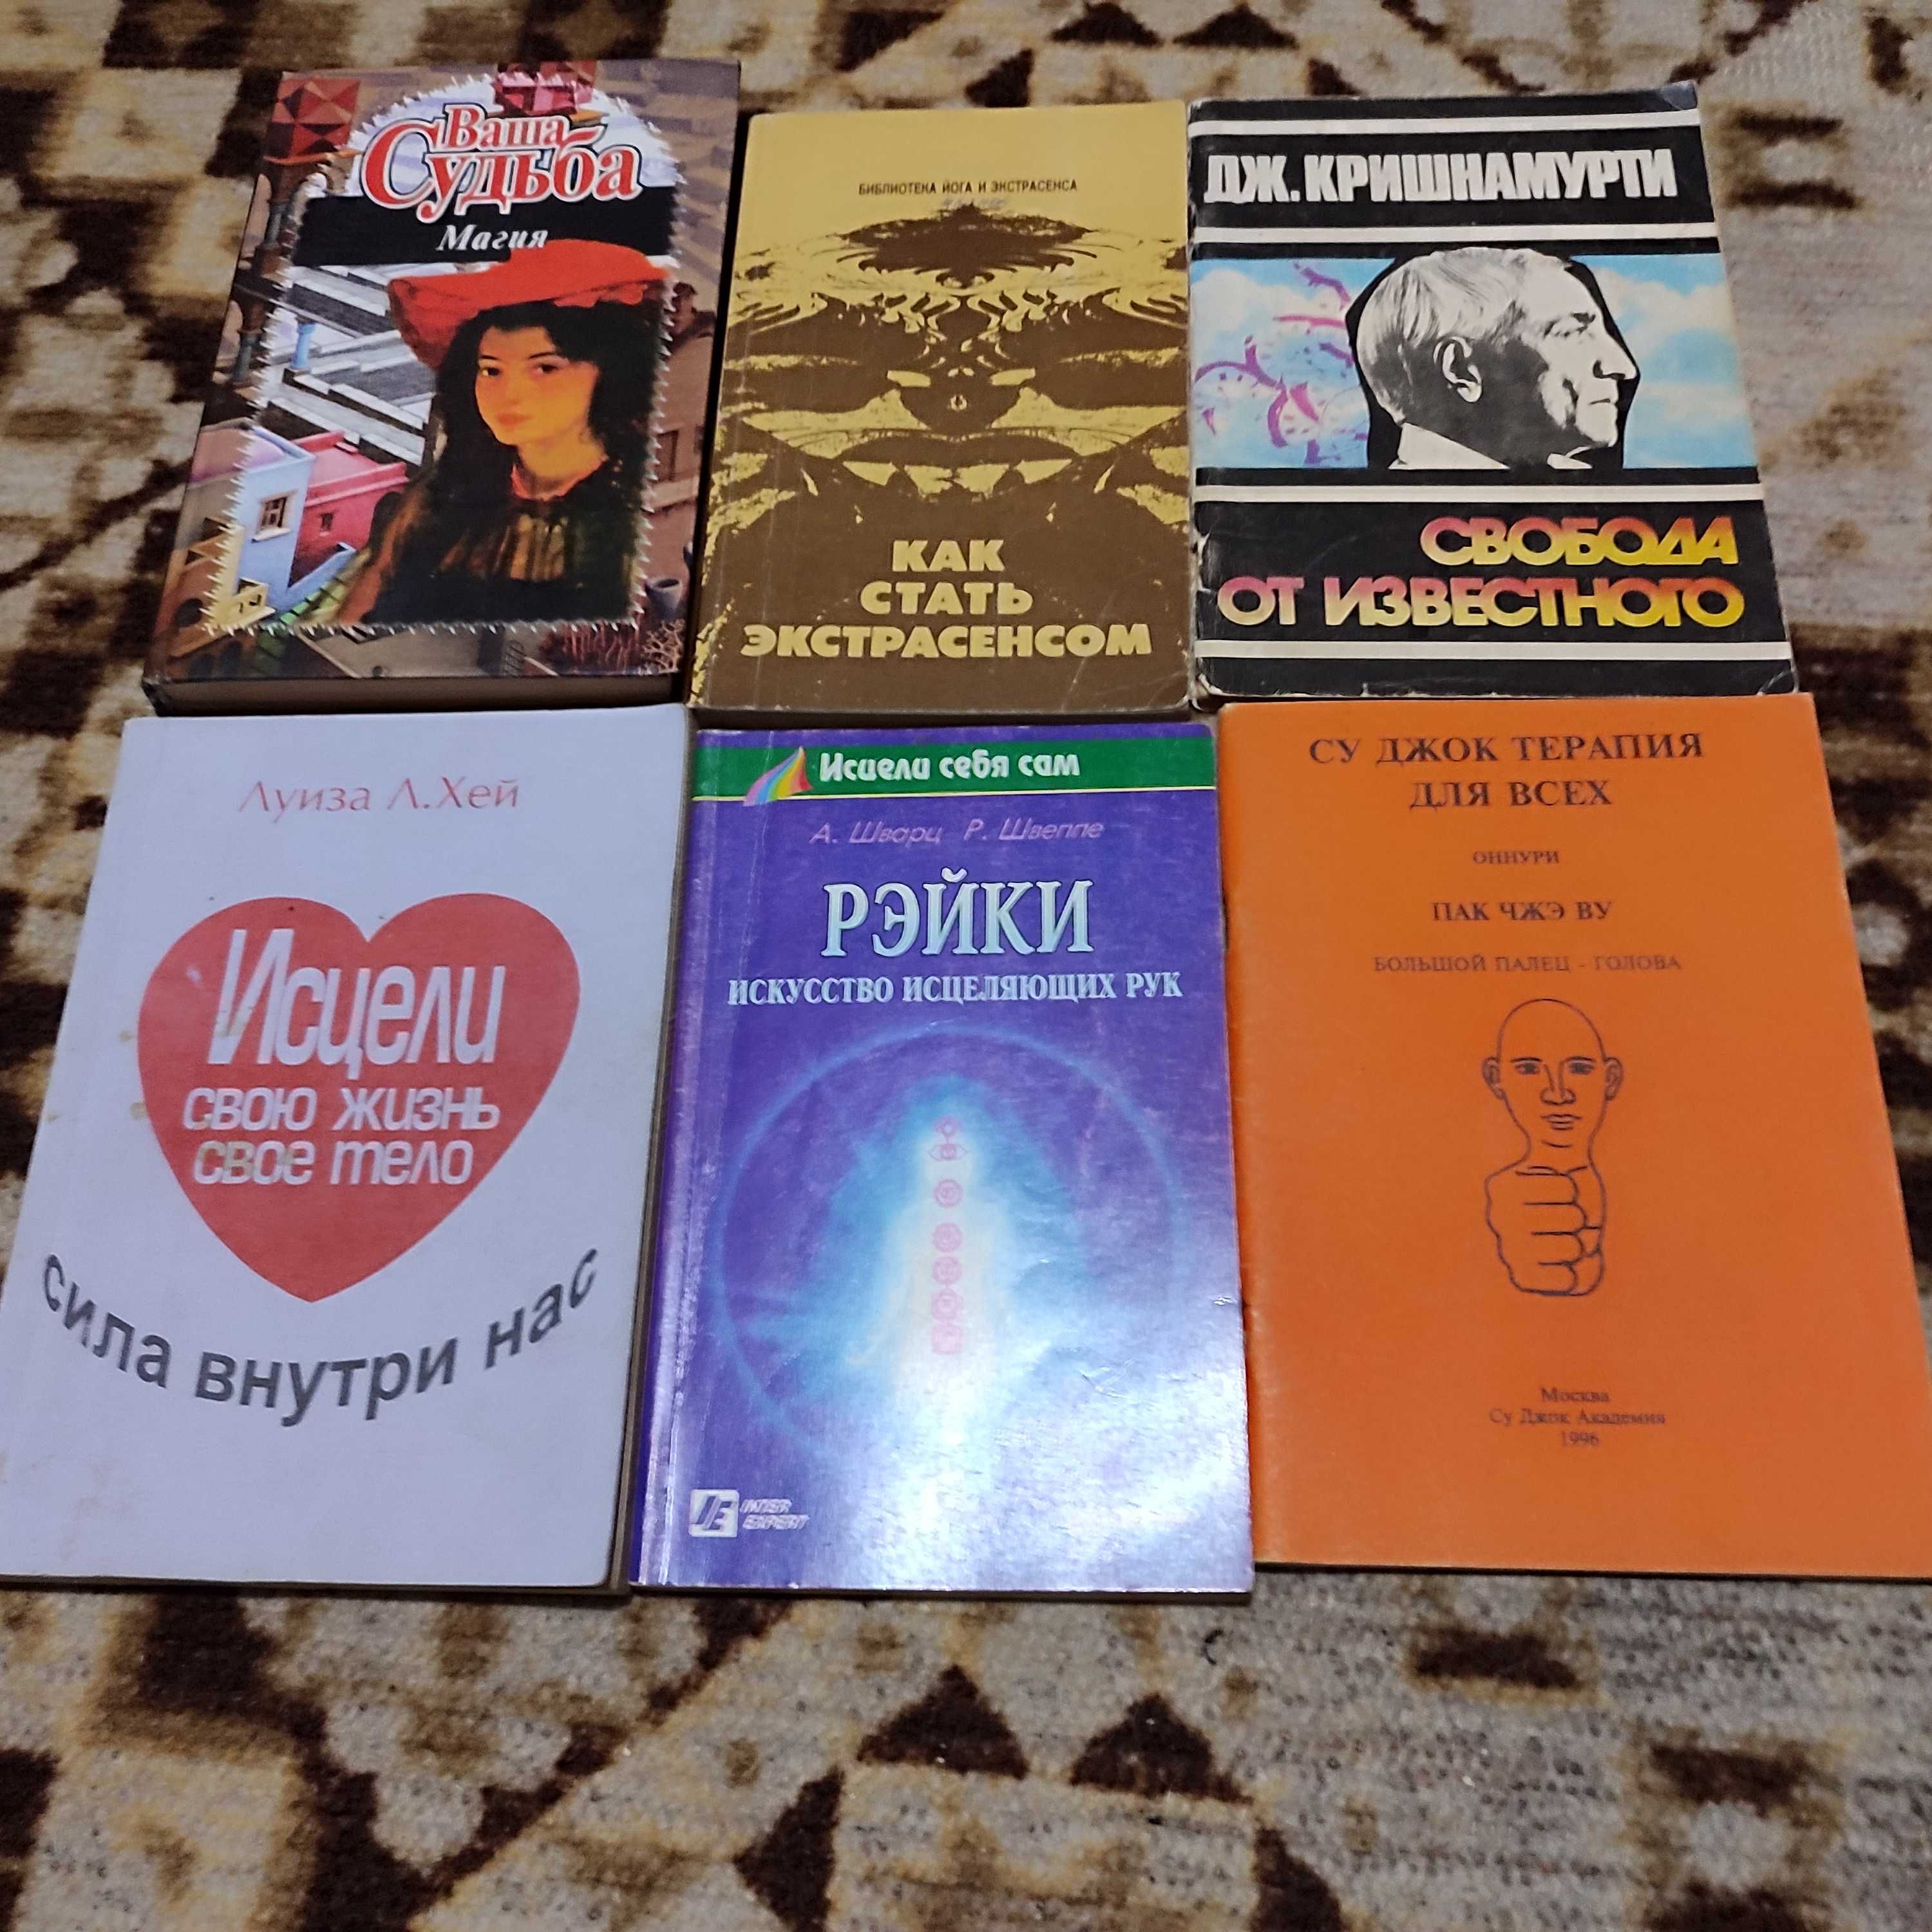 Ваша
Судьба
Магия
БИБЛИОТЕКА ЙОГА И ЭКСТРАСЕНСА
КАК
СТАТЬ
ЭКСТРАСЕНСОМ
ДЖ. КРИШНАМУРТИ
СВОБОДА
ОТ ИЗВЕСТНОГО
Луиза Л.Хей
Исцели
свою жизнь
свое тело
сила внутри нас
Исцели себя сам
А. Шварц Р. Швеппе
РЭЙКИ
ИСКУССТВО ИСЦЕЛЯЮЩИХ РУК
INTER
EXPERT
СУ ДЖОК ТЕРАПИЯ
ДЛЯ ВСЕХ
ОННУРИ
ПАК ЧЖЭ ВУ
БОЛЬШОЙ ПАЛЕЦ - ГОЛОВА
Москва
Су Джок Академия
1996